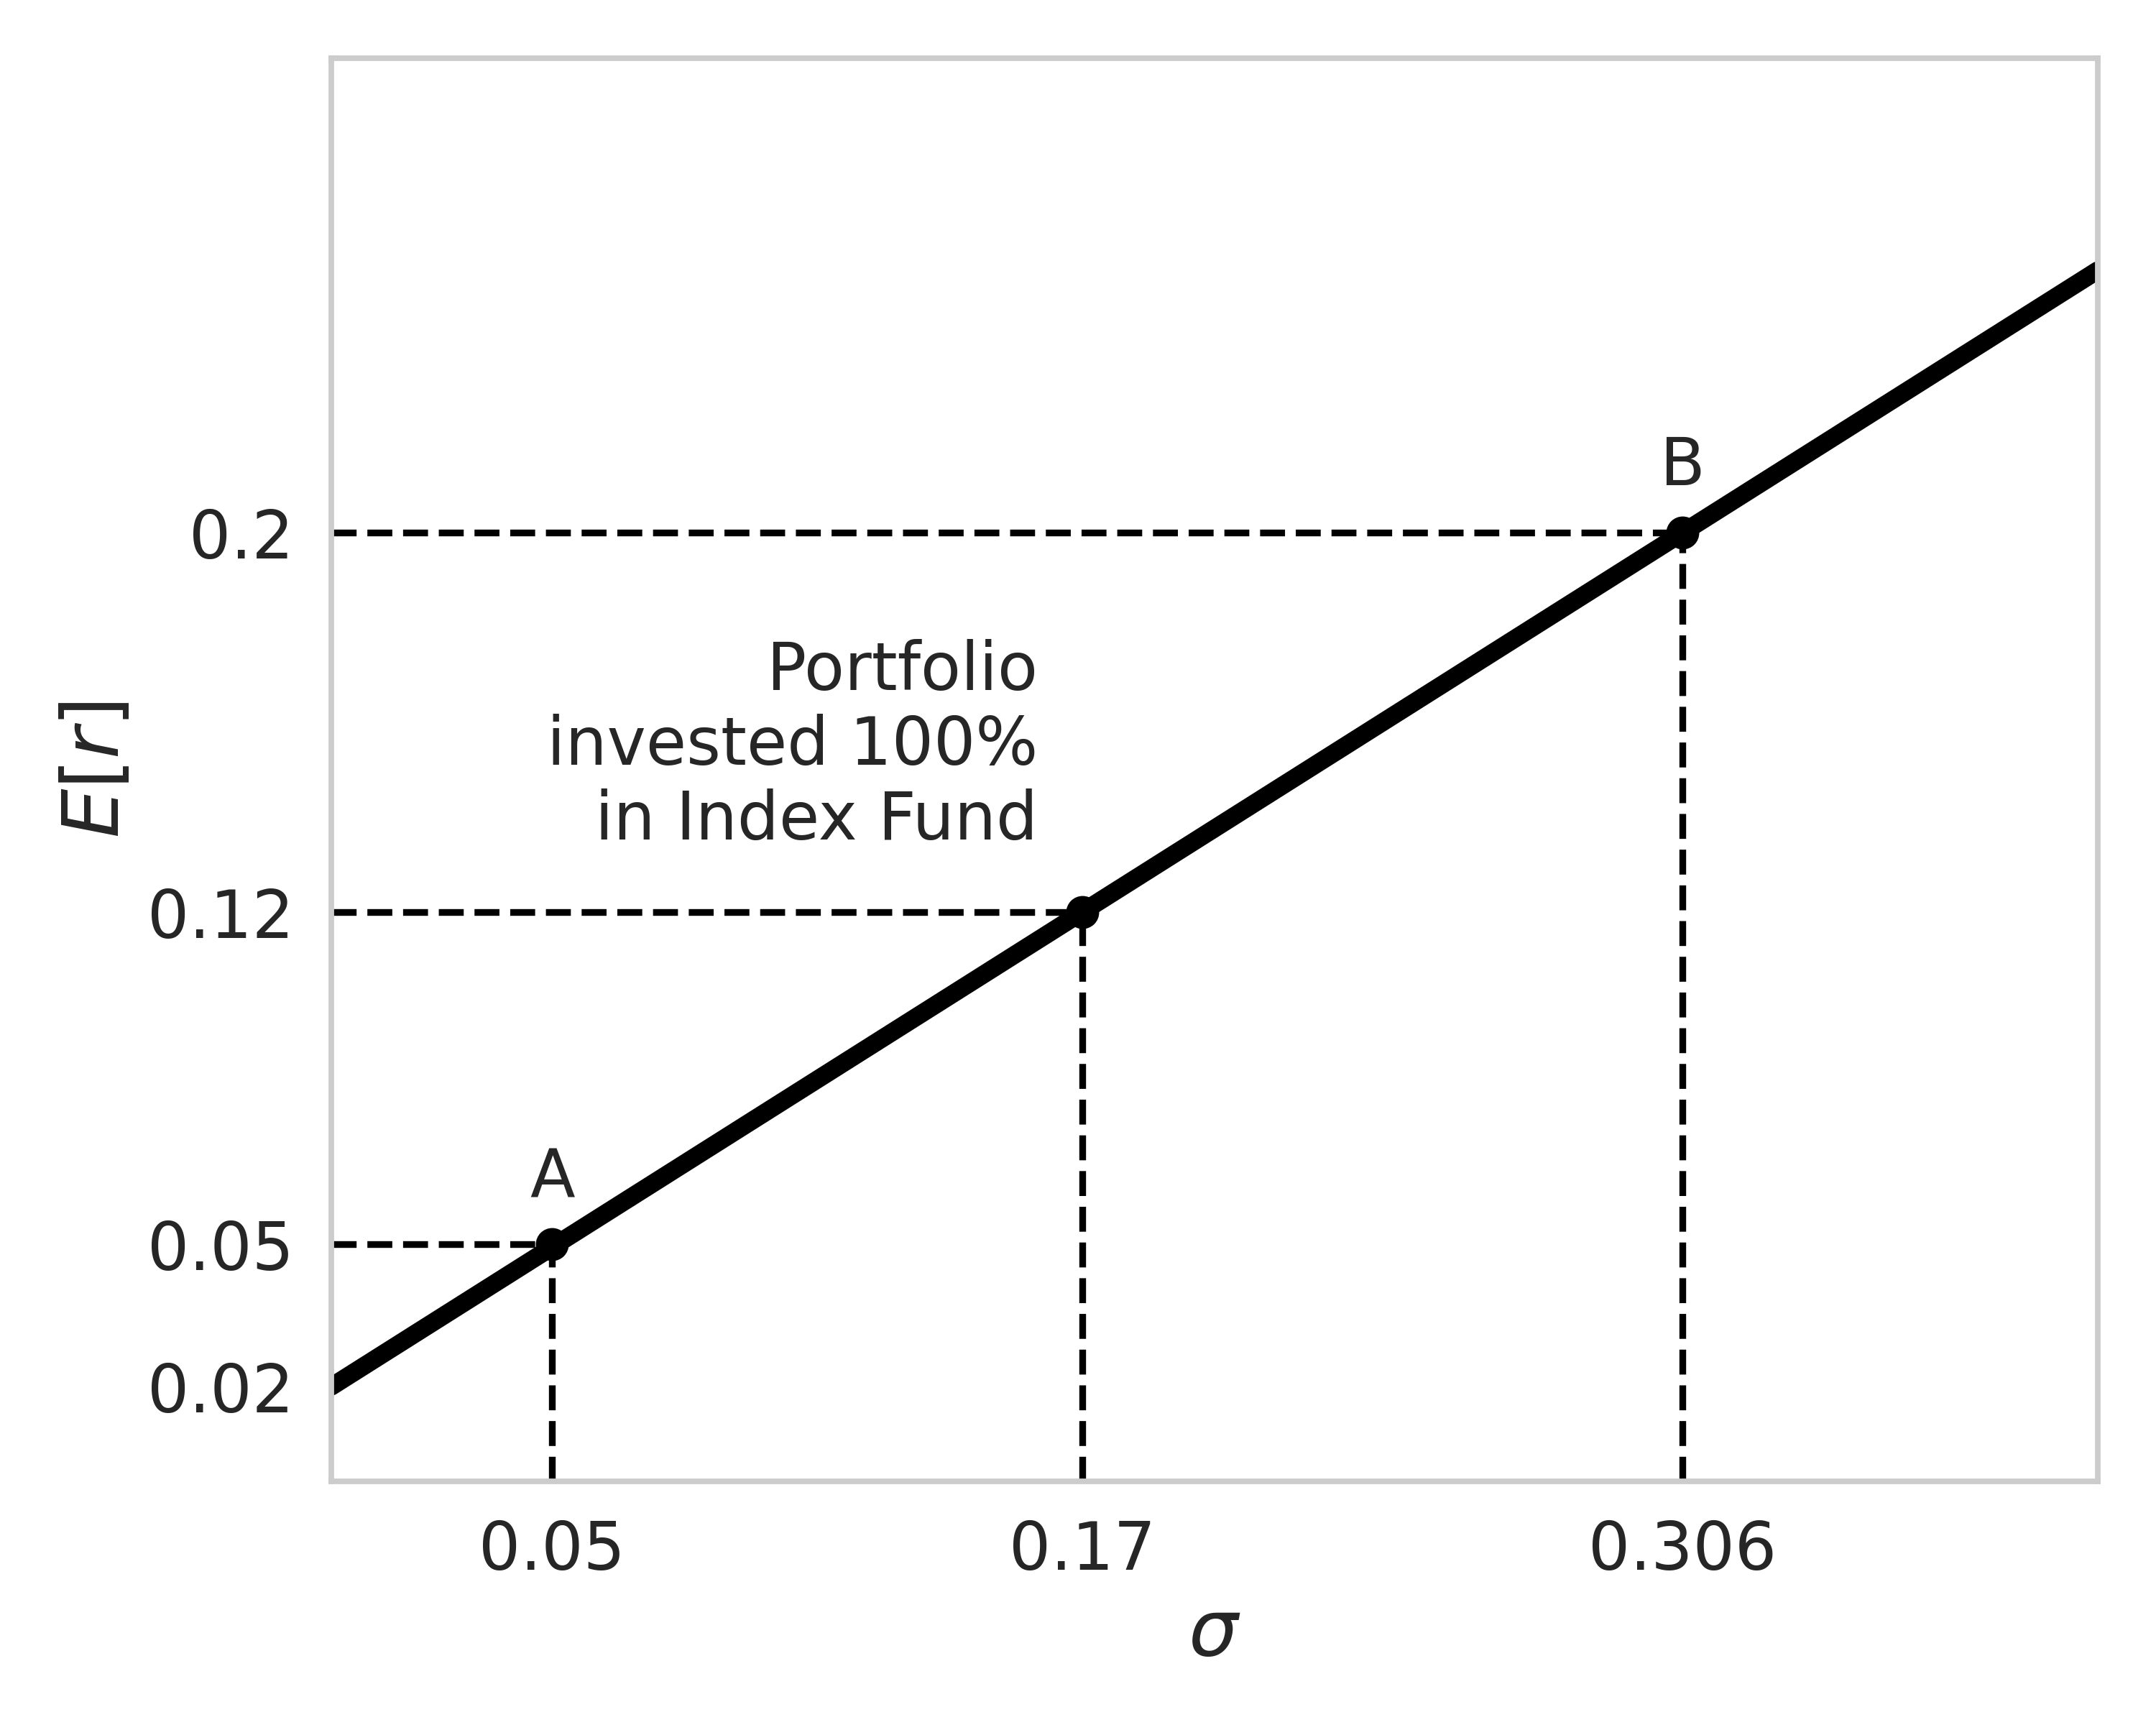 B
0.2
Portfolio
invested 100%
in Index Fund
E[r]
0.12
A
0.05
0.02
0.05 0.17 0.306
σ